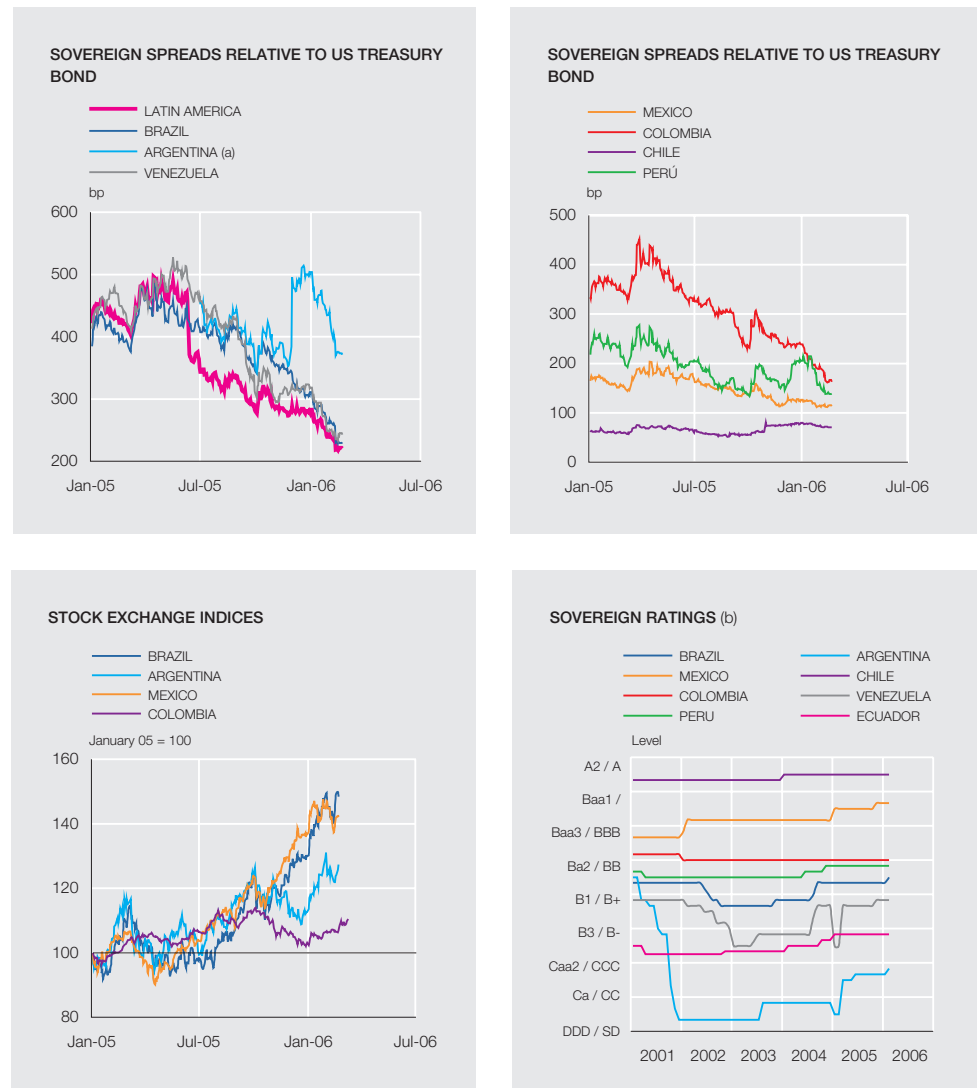 SOVEREIGN SPREADS RELATIVE TO US TREASURY
BOND
LATIN AMERICA
BRAZIL
ARGENTINA (a)
VENEZUELA
bp
600
500
400
300
200
Jan-05 Jul-05 Jan-06 Jul-06
SOVEREIGN SPREADS RELATIVE TO US TREASURY
BOND
MEXICO
COLOMBIA
CHILE
PERÚ
bp
500
400
300
200
100
0
Jan-05 Jul-05 Jan-06 Jul-06
STOCK EXCHANGE INDICES
BRAZIL
ARGENTINA
MEXICO
COLOMBIA
January 05 = 100
160
140
120
100
80
Jan-05 Jul-05 Jan-06 Jul-06
SOVEREIGN RATINGS (b)
BRAZIL
MEXICO
COLOMBIA
PERU
ARGENTINA
CHILE
VENEZUELA
ECUADOR
Level
A2 / A
Baa1 /
Baa3 / BBB
Ba2 / BB
B1 / B+
B3 / B-
Caa2 / CCC
Ca / CC
DDD / SD
2001 2002 2003 2004 2005 2006